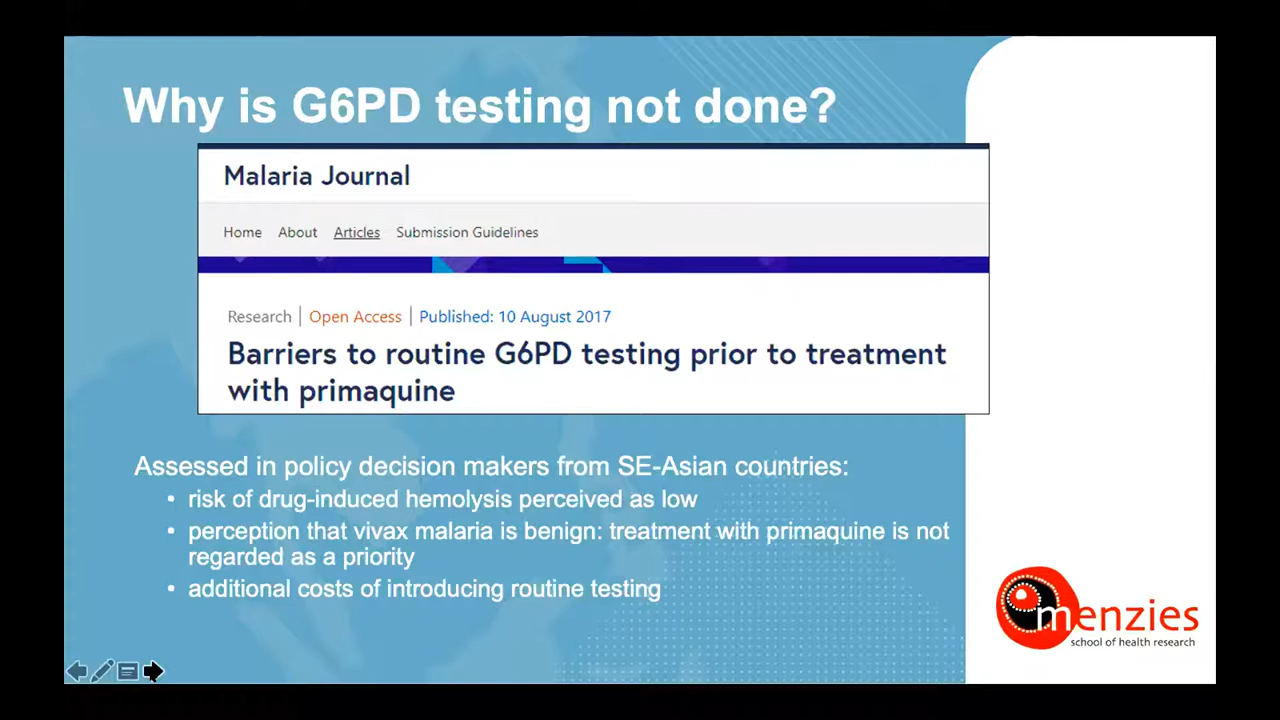 Why is G6PD testing not done?
Malaria Journal
Home About Articles Submission Guidelines
Research | Open Access | Published: 10 August 2017
Barriers to routine G6PD testing prior to treatment
with primaquine
Assessed in policy decision makers from SE-Asian countries:
• risk of drug-induced hemolysis perceived as low
• perception that vivax malaria is benign: treatment with primaquine is not
regarded as a priority
• additional costs of introducing routine testing
menzies
school of health research